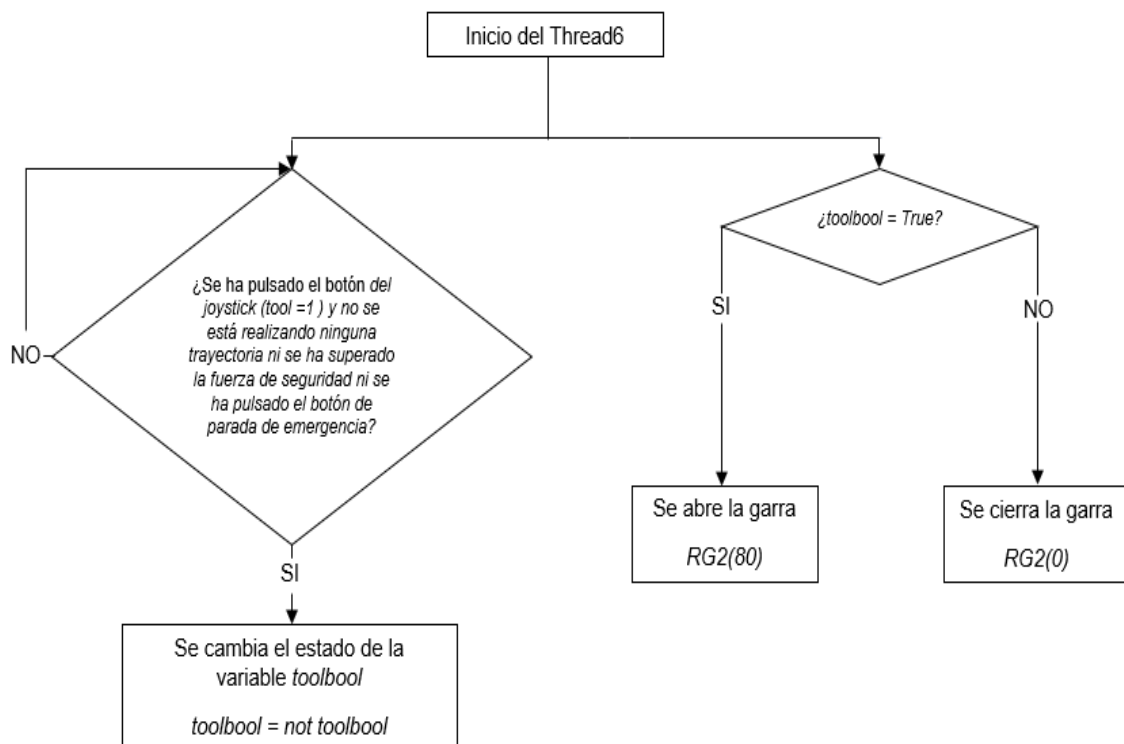 Inicio del Thread6
¿Se ha pulsado el botón del
joystick (tool =1 ) y no se
está realizando ninguna
trayectoria ni se ha superado
la fuerza de seguridad ni se
ha pulsado el botón de
parada de emergencia?
NO
SI
Se cambia el estado de la
variable toolbool
toolbool = not toolbool
¿toolbool = True?
SI
NO
Se abre la garra
RG2(80)
Se cierra la garra
RG2(0)